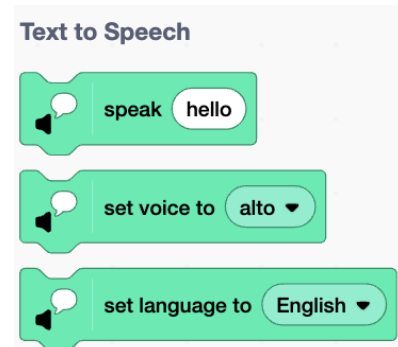 Text to Speech
speak hello
set voice to alto
set language to English